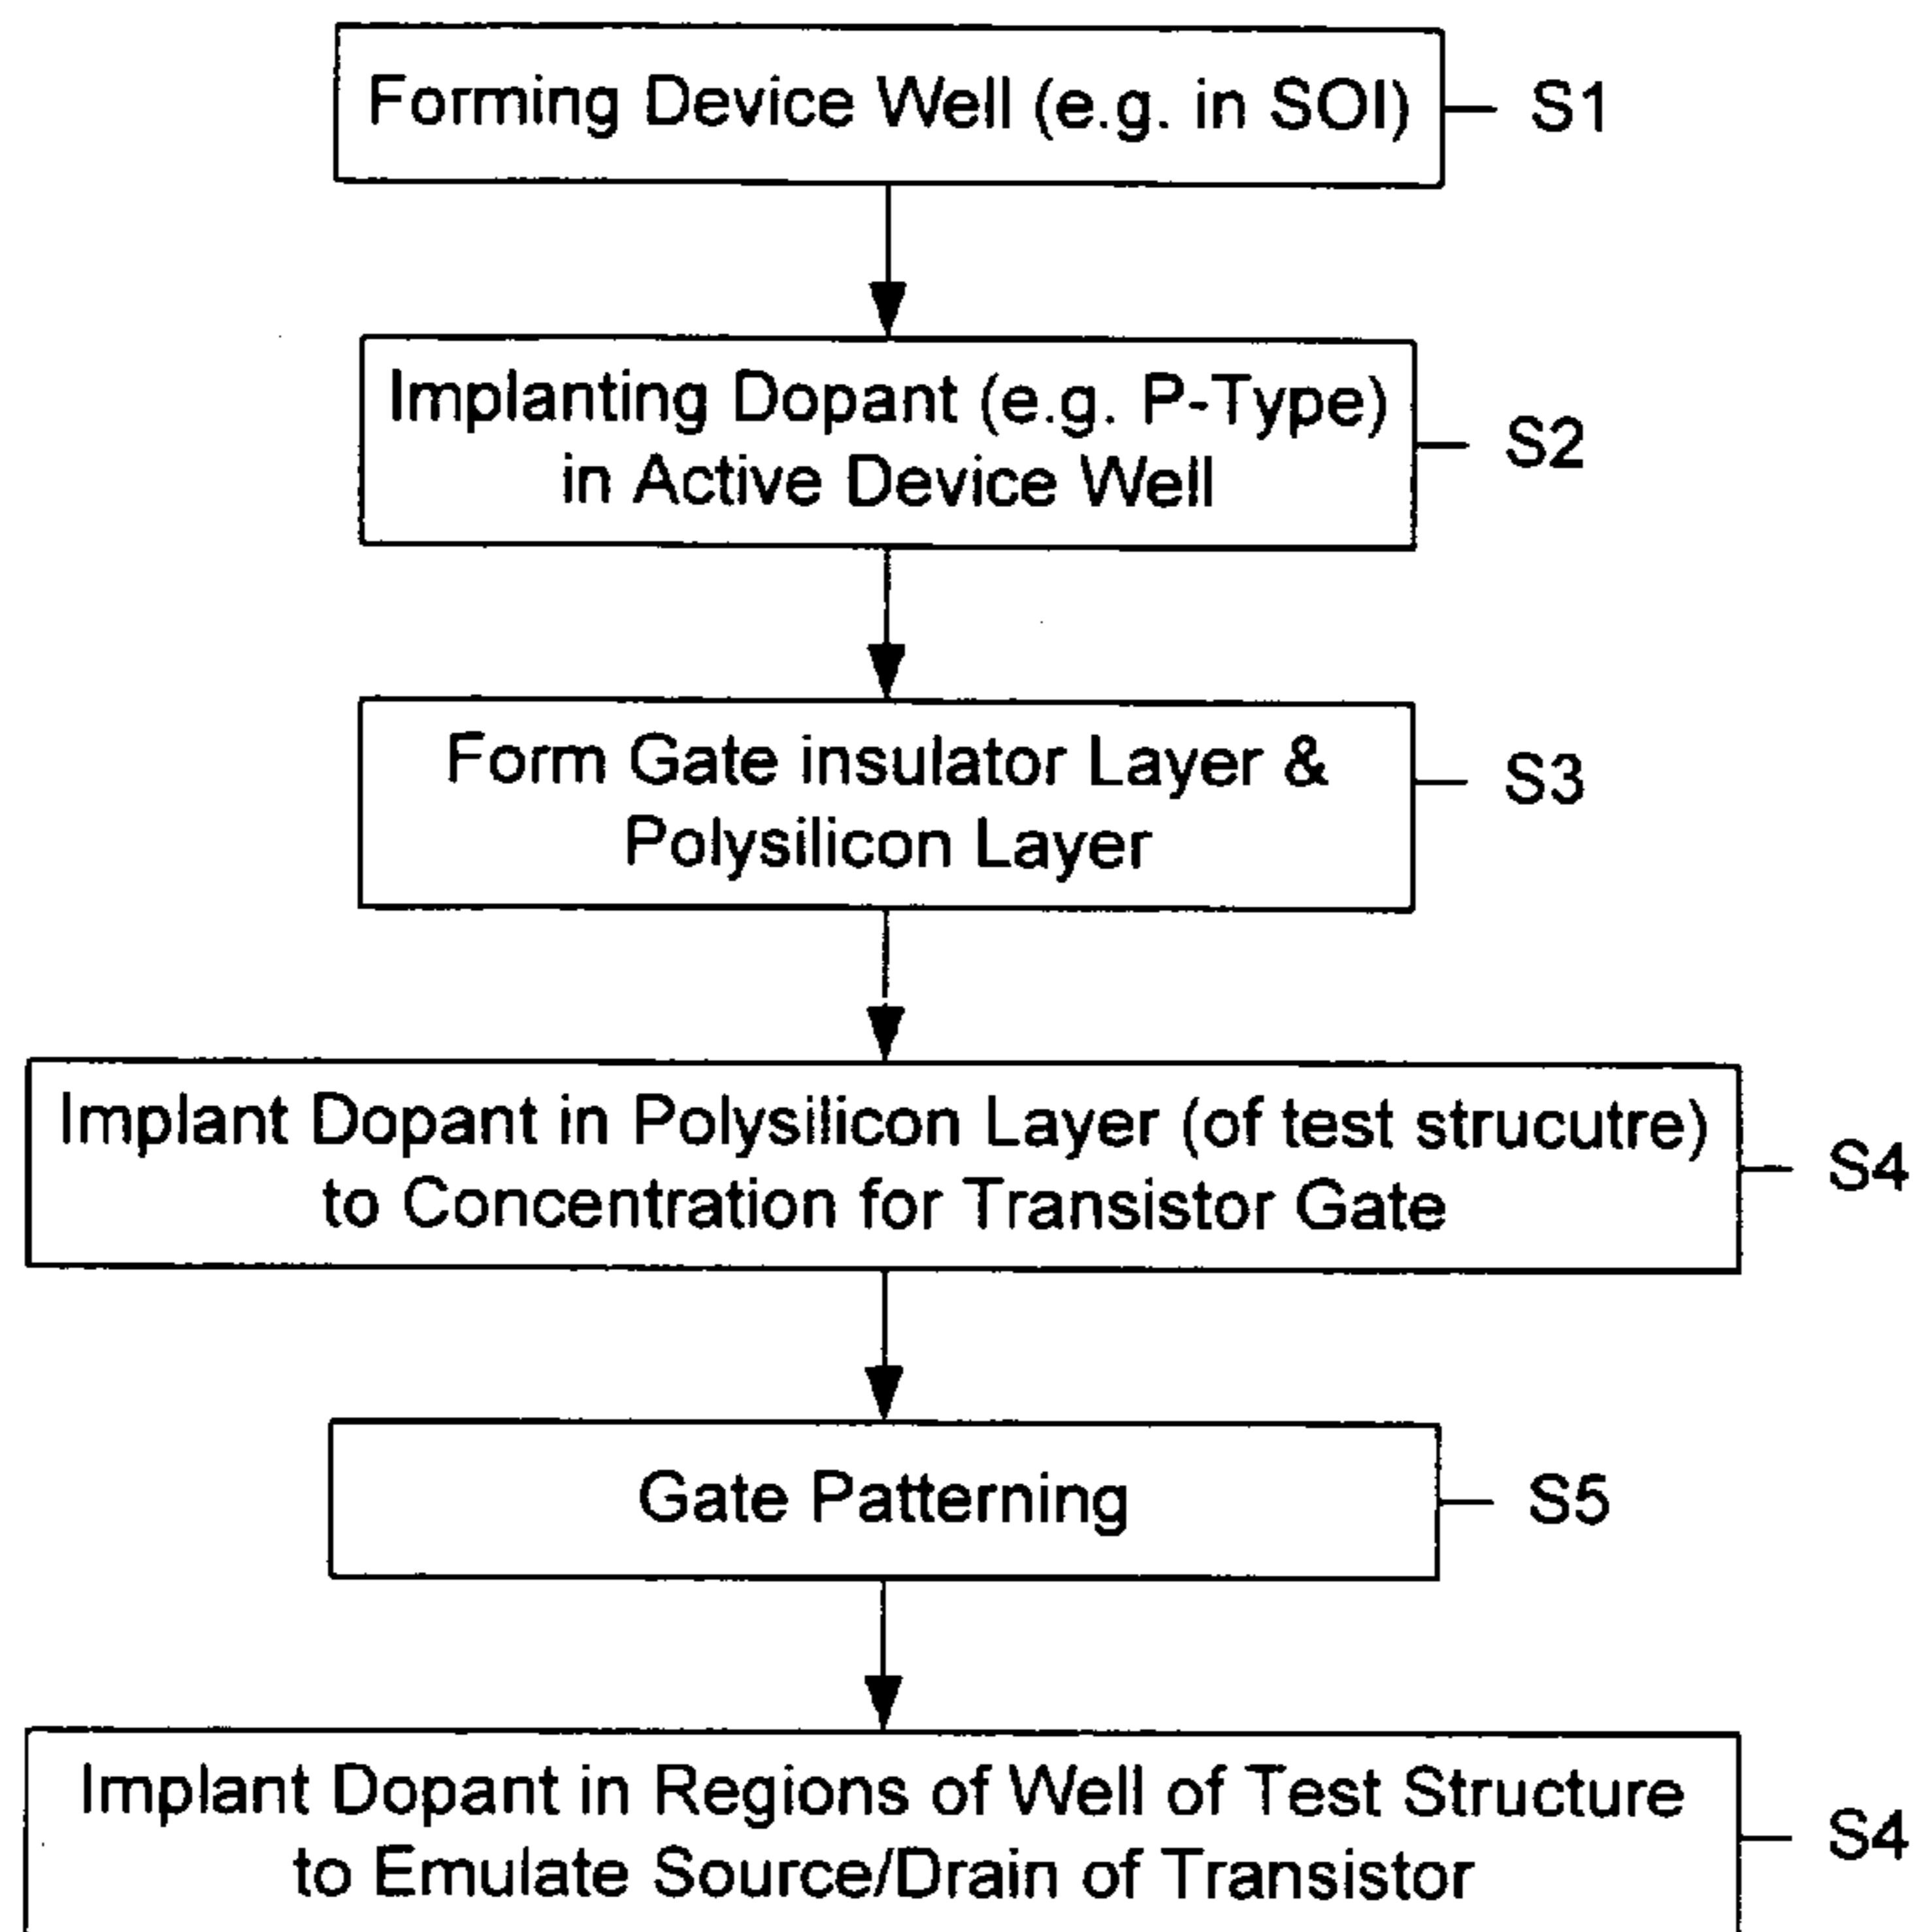 Forming Device Well (e.g. in SOI)
S1
Implanting Dopant (e.g. P-Type)
in Active Device Well
S2
Form Gate insulator Layer &
Polysilicon Layer
S3
Implant Dopant in Polysilicon Layer (of test strucutre)
to Concentration for Transistor Gate
S4
Gate Patterning
S5
Implant Dopant in Regions of Well of Test Structure
to Emulate Source/Drain of Transistor
S4